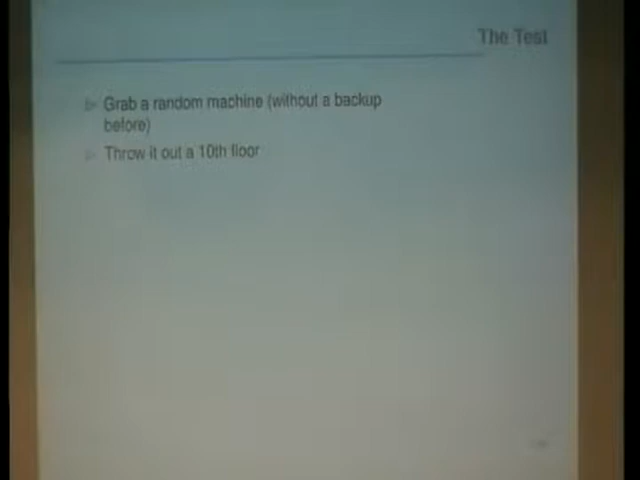 The Test
Grab a random machine (without a backup
before)
Throw it out a 10th floor